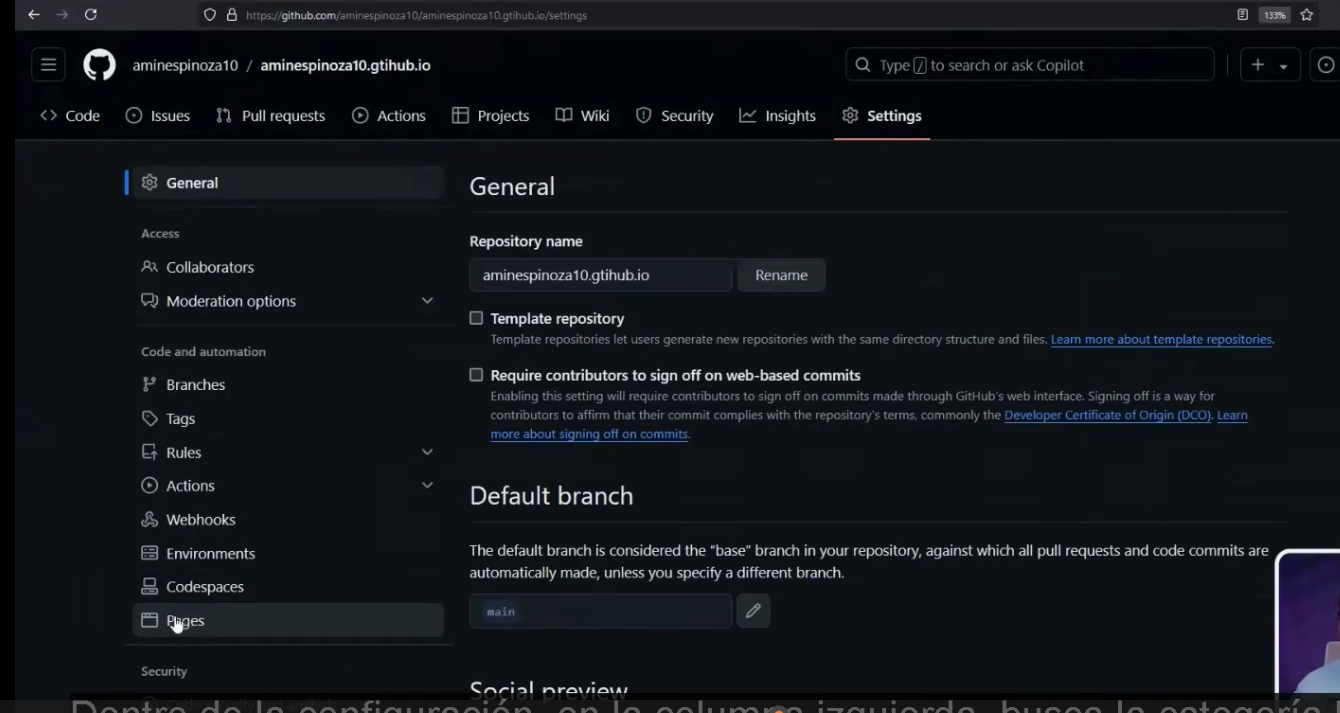 https://github.com/aminespinoza10/aminespinoza10.gtihub.io/settings
133%
aminespinoza10 / aminespinoza10.gtihub.io
Type / to search or ask Copilot
Code Issues Pull requests Actions Projects Wiki Security Insights Settings
General
Access
Collaborators
Moderation options
Code and automation
Branches
Tags
Rules
Actions
Webhooks
Environments
Codespaces
Pages
Security
General
Repository name
aminespinoza10.gtihub.io Rename
Template repository
Template repositories let users generate new repositories with the same directory structure and files. Learn more about template repositories.
Require contributors to sign off on web-based commits
Enabling this setting will require contributors to sign off on commits made through GitHub's web interface. Signing off is a way for
contributors to affirm that their commit complies with the repository's terms, commonly the Developer Certificate of Origin (DCO). Learn
more about signing off on commits.
Default branch
The default branch is considered the "base" branch in your repository, against which all pull requests and code commits are
automatically made, unless you specify a different branch.
main
Social preview
Dentro de la configuración, en la columna izquierda, busca la categoría